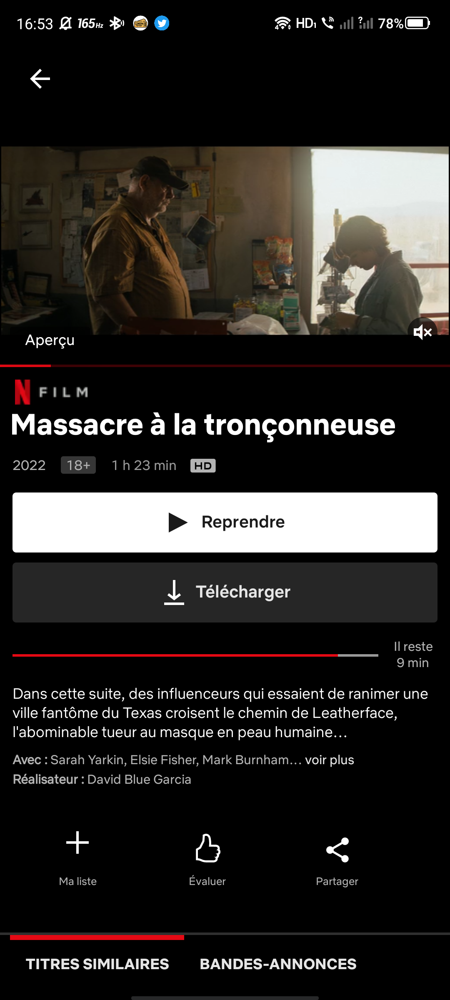 16:53 165Hz CINEMA 4 HD1 ? 78%
Aperçu
N FILM
Massacre à la tronçonneuse
2022 18+ 1 h 23 min HD
Reprendre
Télécharger
Il reste
9 min
Dans cette suite, des influenceurs qui essaient de ranimer une
ville fantôme du Texas croisent le chemin de Leatherface,
l'abominable tueur au masque en peau humaine…
Avec : Sarah Yarkin, Elsie Fisher, Mark Burnham… voir plus
Réalisateur : David Blue Garcia
Ma liste Évaluer Partager
TITRES SIMILAIRES BANDES-ANNONCES